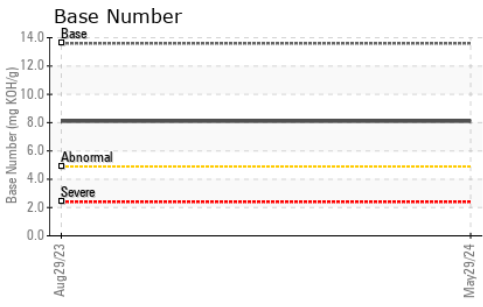 Base Number
Base Number (mg KOH/g)
14.0
12.0
10.0
8.0
6.0
4.0
2.0
0.0
Base
Abnormal
Severe
Aug29/23
May29/24